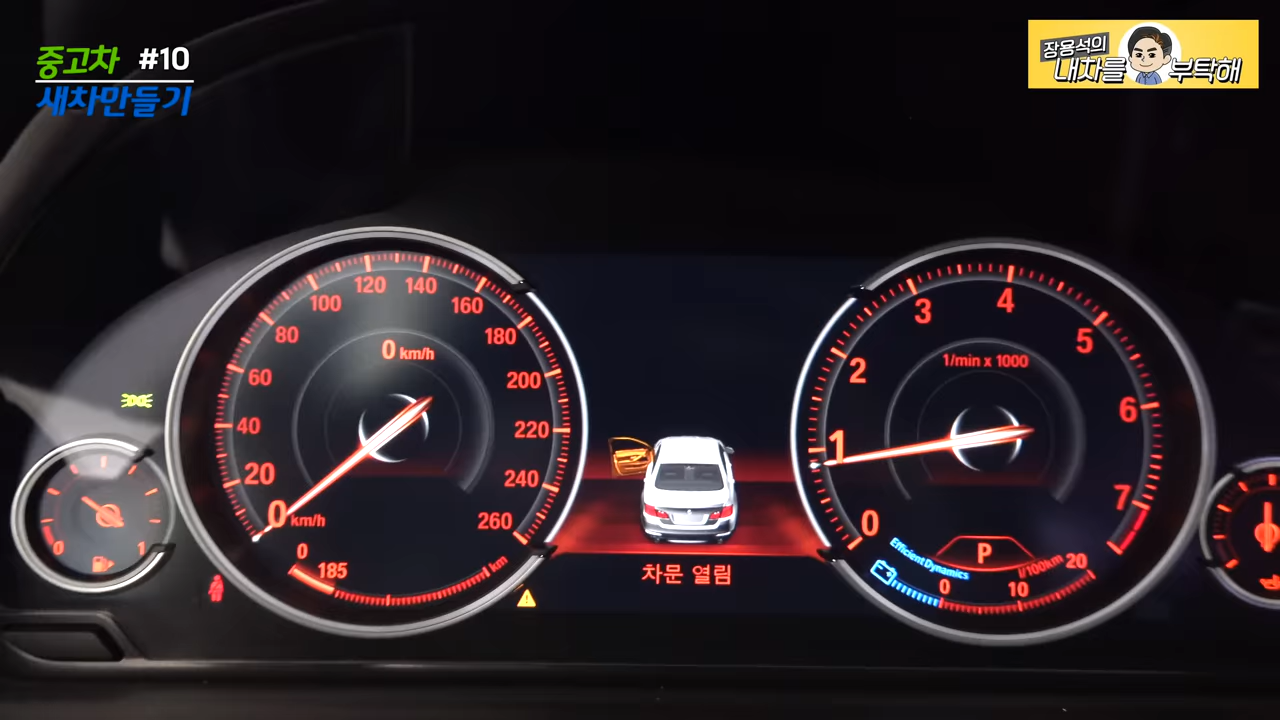 중고차 #10
새차만들기
장용석의
내차를 부탁해
0 20 40 60 80 100 120 140 160 180 200 220 240 260
0 km/h
km/h
0 185 km
차문 열림
0 1 2 3 4 5 6 7
1/min x 1000
P
EfficientDynamics
0 10 20
l/100km
0 1